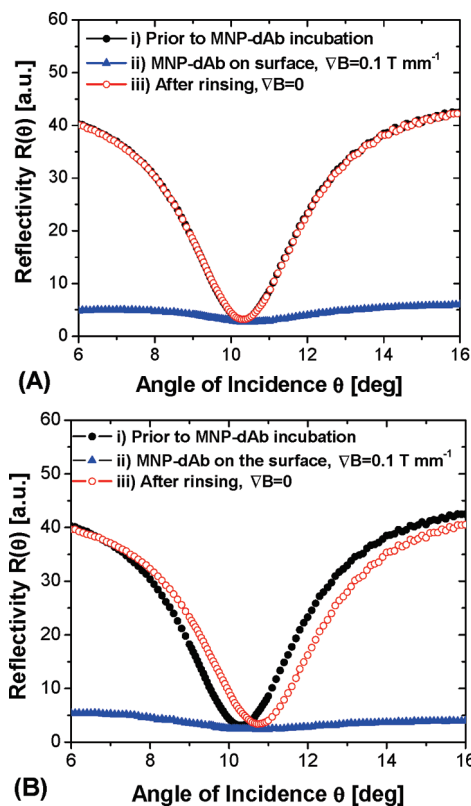 60
50
40
30
20
10
0
i) Prior to MNP-dAb incubation
ii) MNP-dAb on surface, ∇B=0.1 T mm⁻¹
iii) After rinsing, ∇B=0
Reflectivity R(θ) [a.u.]
6 8 10 12 14 16
(A) Angle of Incidence θ [deg]
60
50
40
30
20
10
0
i) Prior to MNP-dAb incubation
ii) MNP-dAb on the surface, ∇B=0.1 T mm⁻¹
iii) After rinsing, ∇B=0
Reflectivity R(θ) [a.u.]
6 8 10 12 14 16
(B) Angle of Incidence θ [deg]